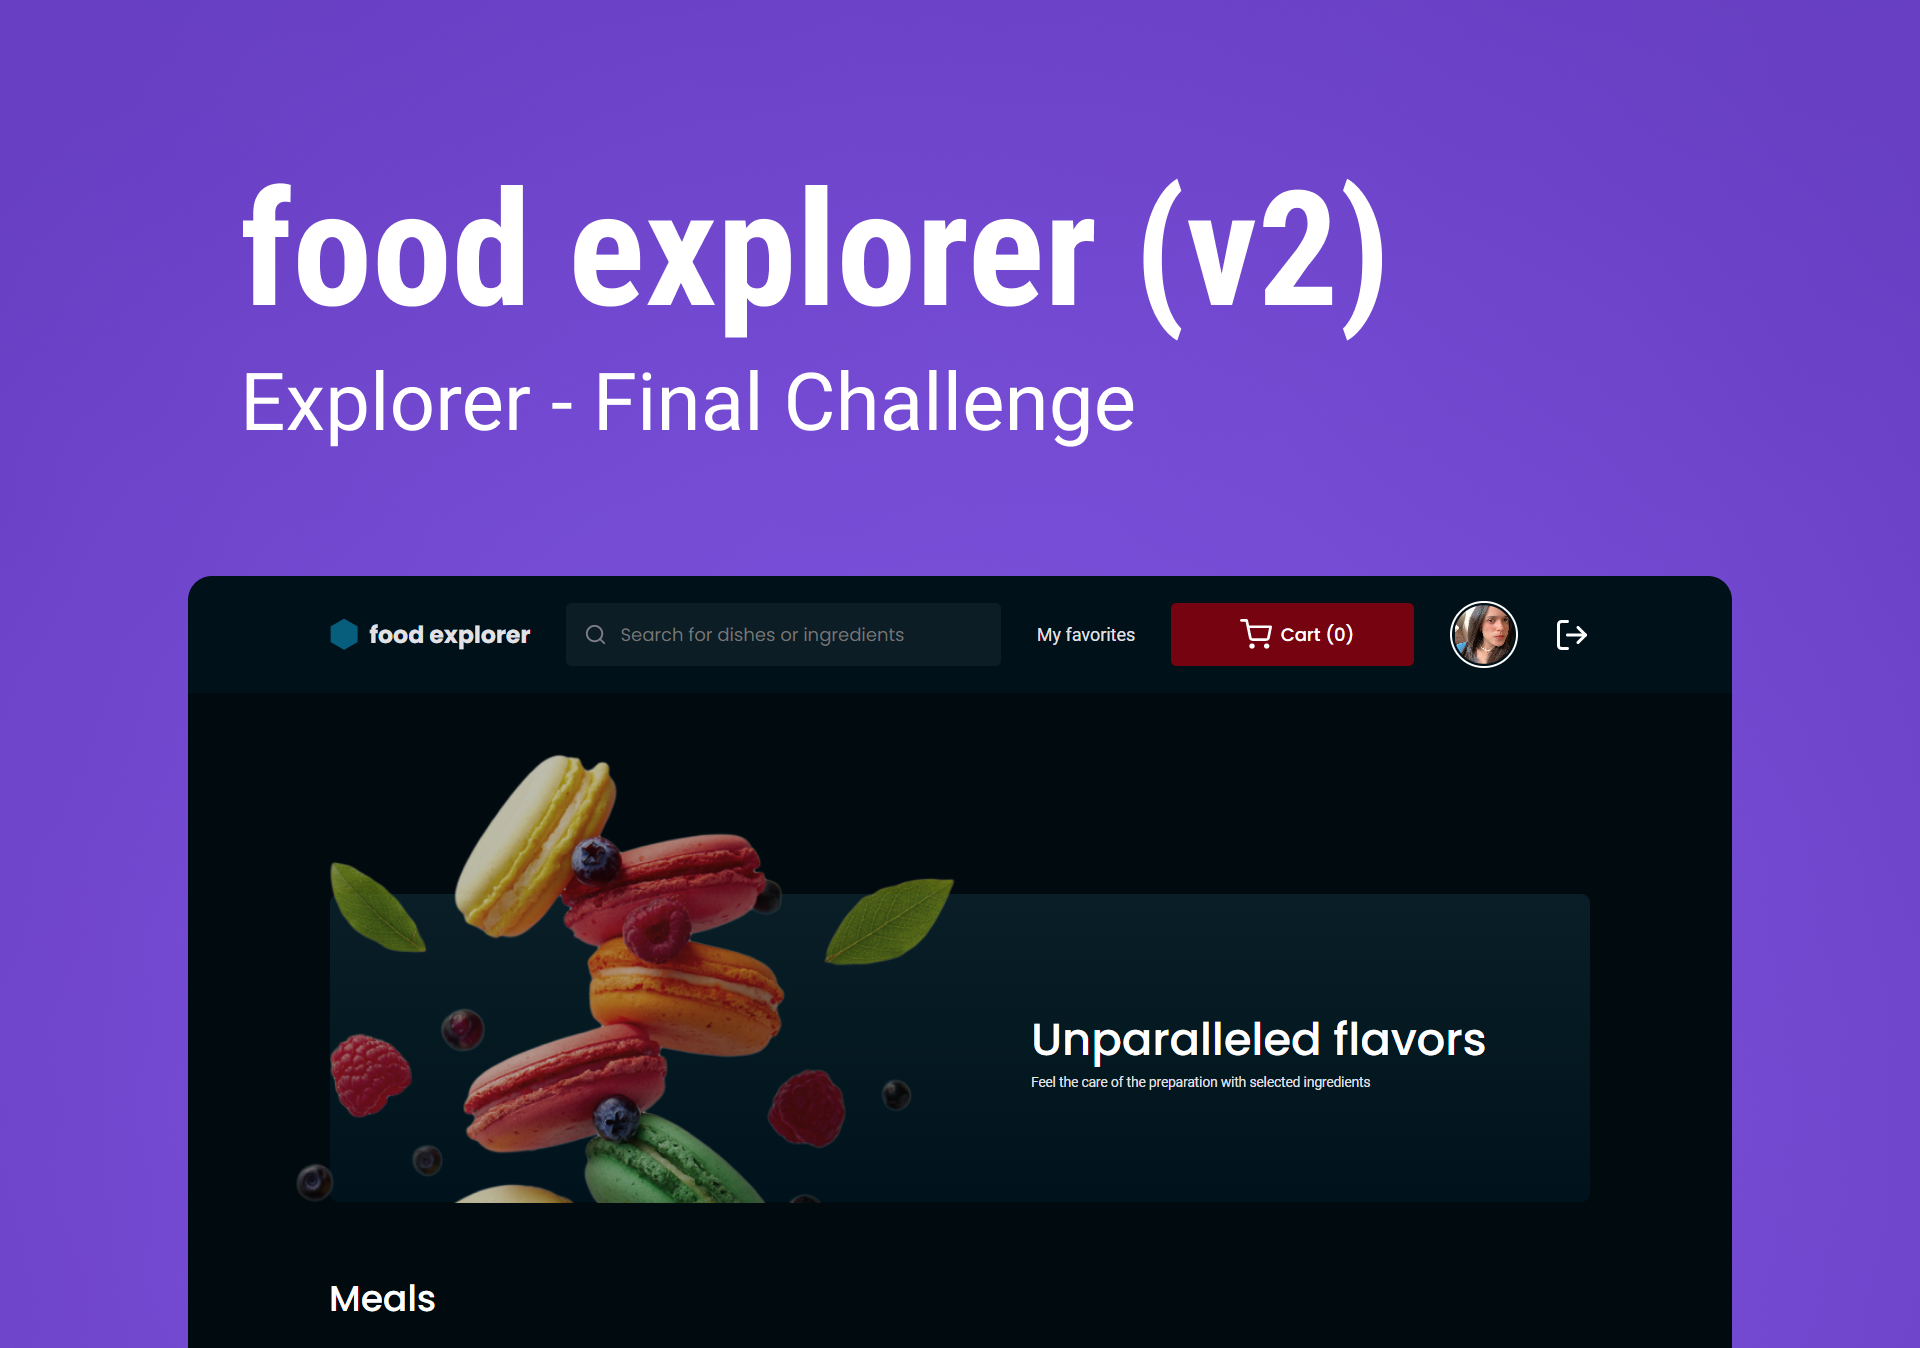 food explorer (v2)
Explorer - Final Challenge
food explorer
Search for dishes or ingredients
My favorites
Cart (0)
Unparalleled flavors
Feel the care of the preparation with selected ingredients
Meals